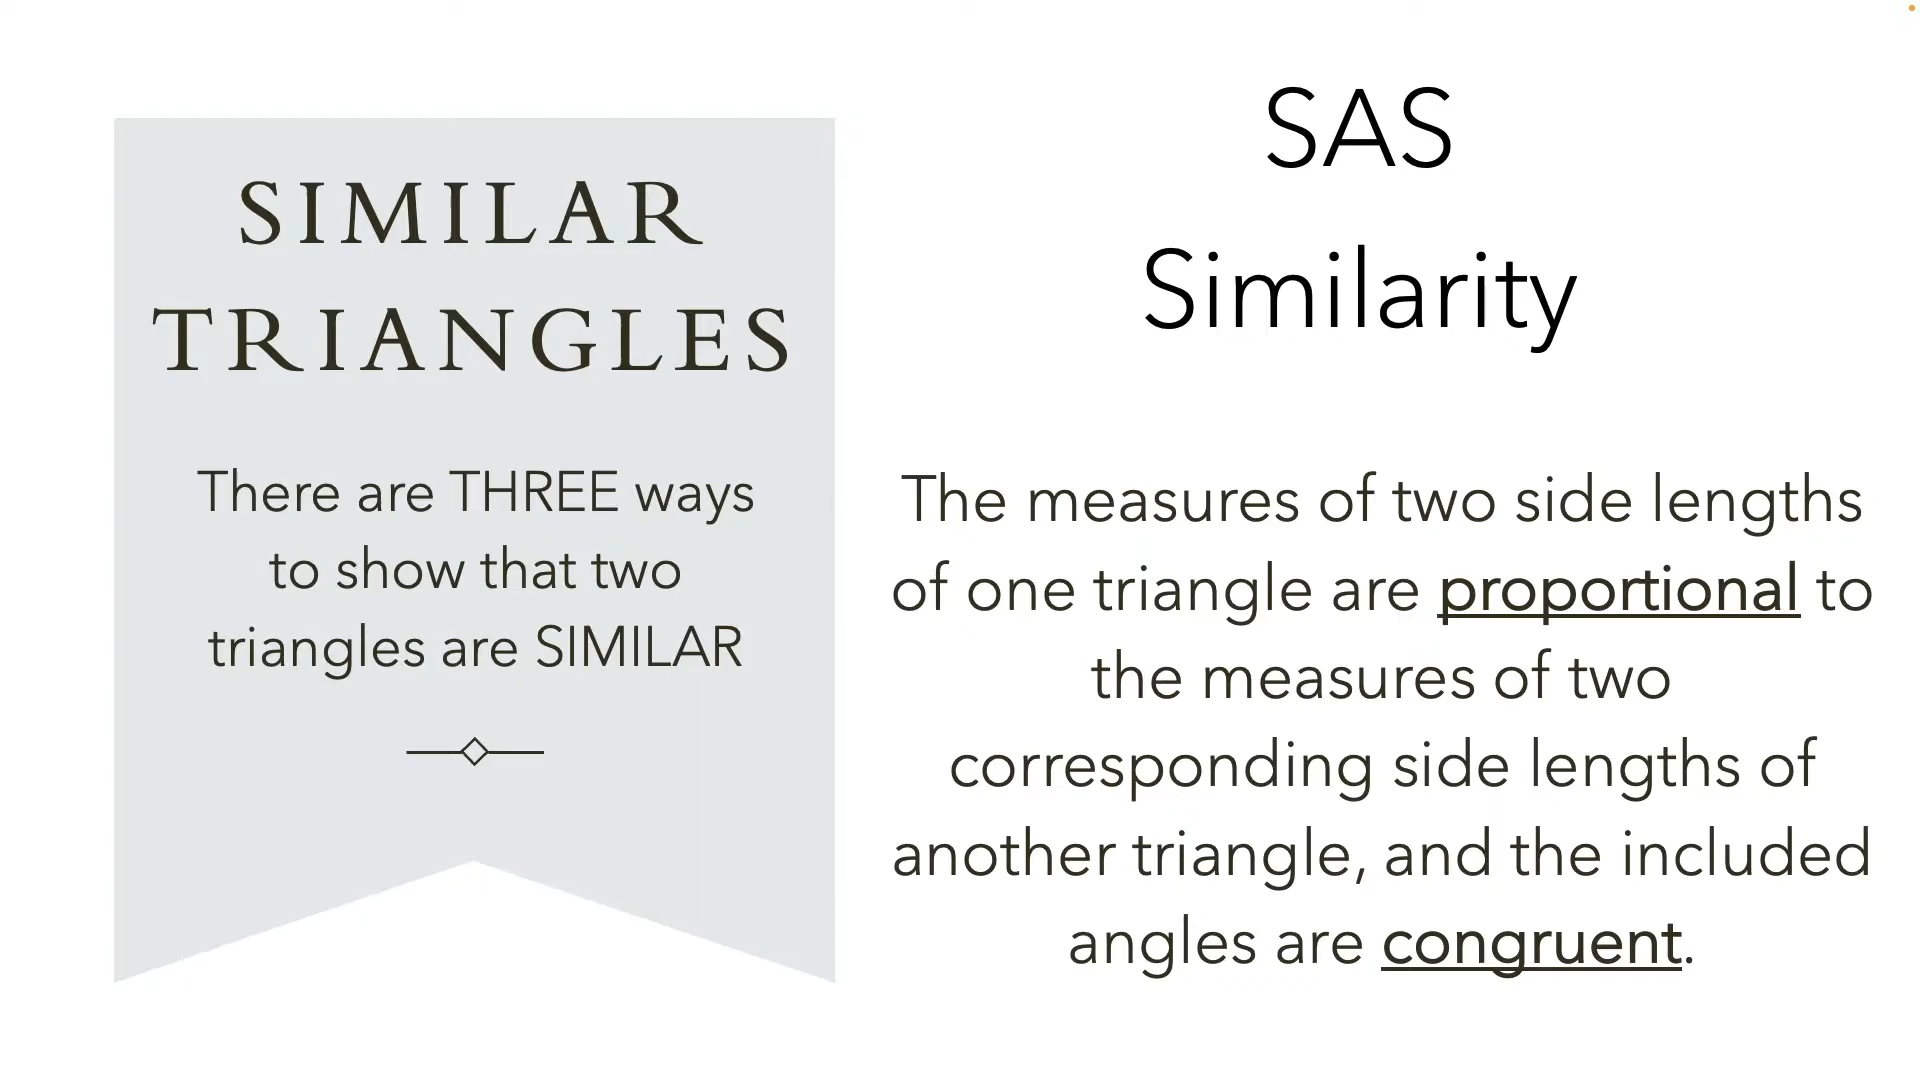 SIMILAR
TRIANGLES
There are THREE ways
to show that two
triangles are SIMILAR
SAS
Similarity
The measures of two side lengths
of one triangle are proportional to
the measures of two
corresponding side lengths of
another triangle, and the included
angles are congruent.